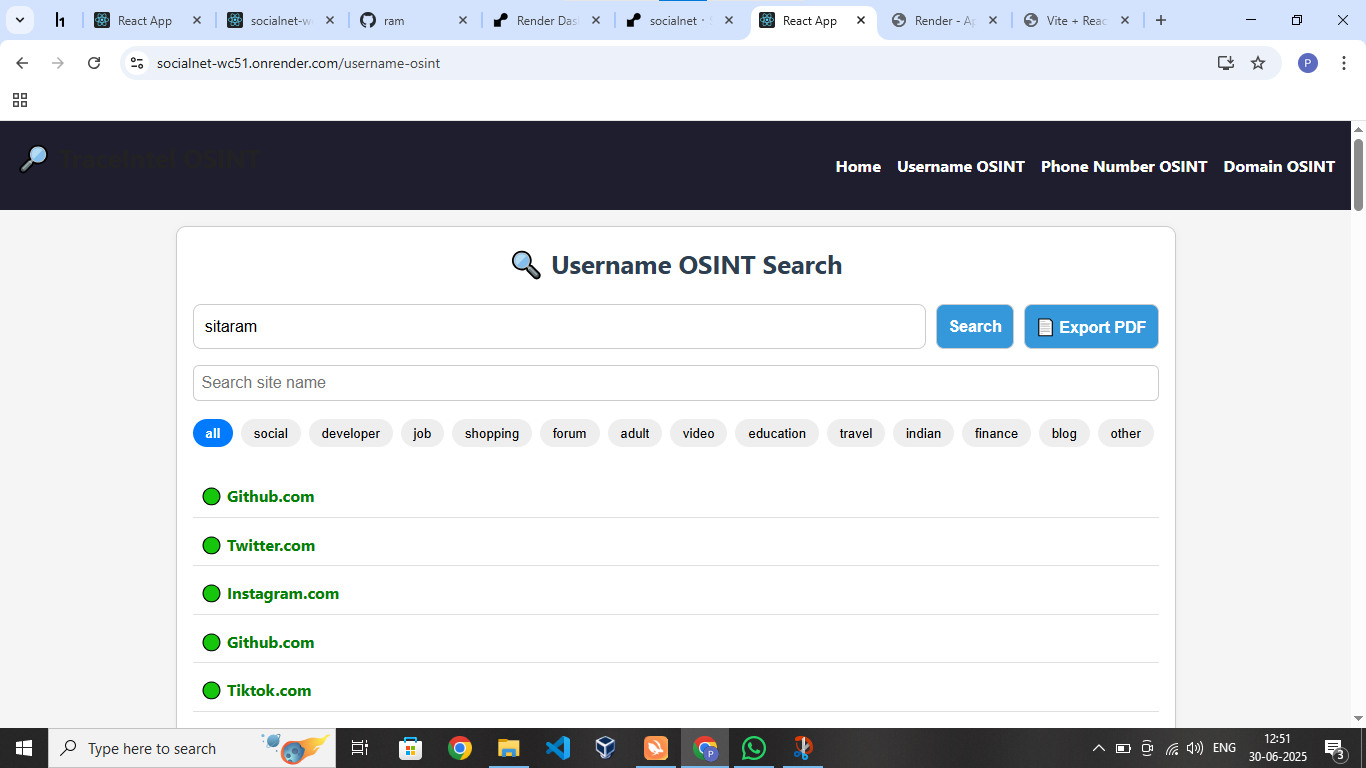 React App
socialnet-w
ram
Render Das
socialnet · S
React App
Render - Ap
Vite + Reac
socialnet-wc51.onrender.com/username-osint
P
TraceIntel OSINT
Home Username OSINT Phone Number OSINT Domain OSINT
Username OSINT Search
sitaram
Search
Export PDF
Search site name
all social developer job shopping forum adult video education travel indian finance blog other
Github.com
Twitter.com
Instagram.com
Github.com
Tiktok.com
Type here to search
ENG
12:51
30-06-2025
3